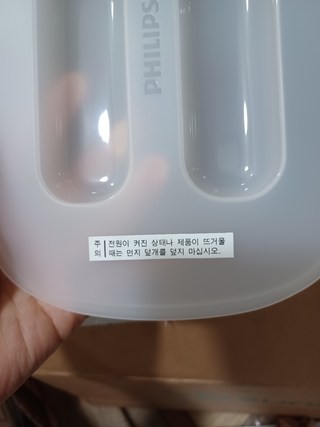 PHILIPS
주의 전원이 켜진 상태나 제품이 뜨거울
때는 먼지 덮개를 덮지 마십시오.